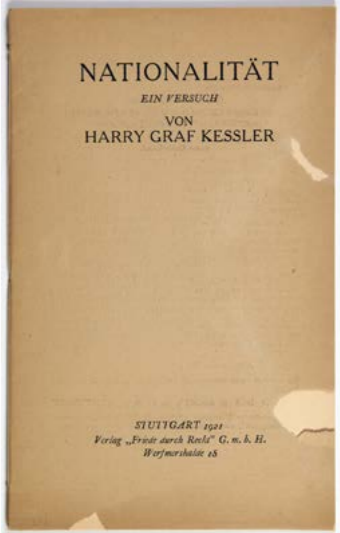 NATIONALITÄT
EIN VERSUCH
VON
HARRY GRAF KESSLER
STUTTGART 1921
Verlag „Friede durch Recht“ G. m. b. H.
Werfmershalde 18